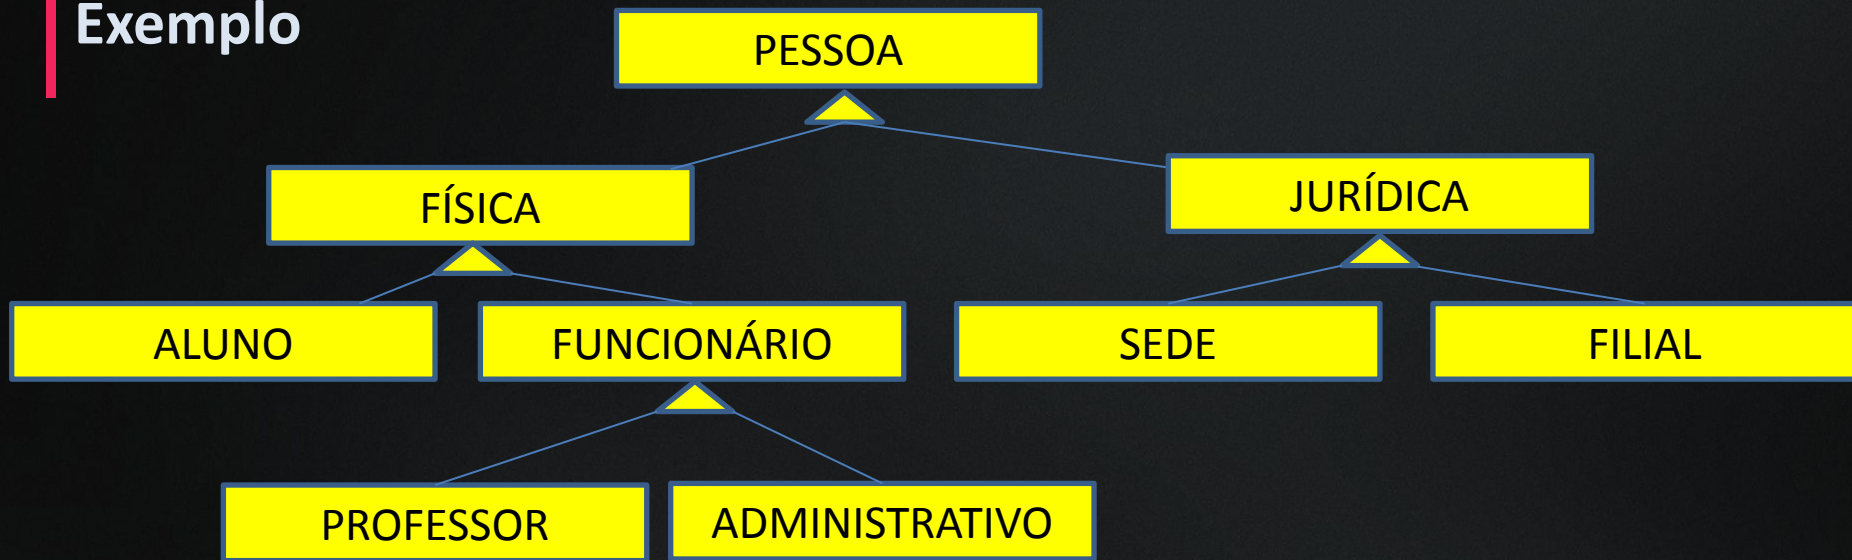 Exemplo
PESSOA
FÍSICA
JURÍDICA
ALUNO
FUNCIONÁRIO
SEDE
FILIAL
PROFESSOR
ADMINISTRATIVO